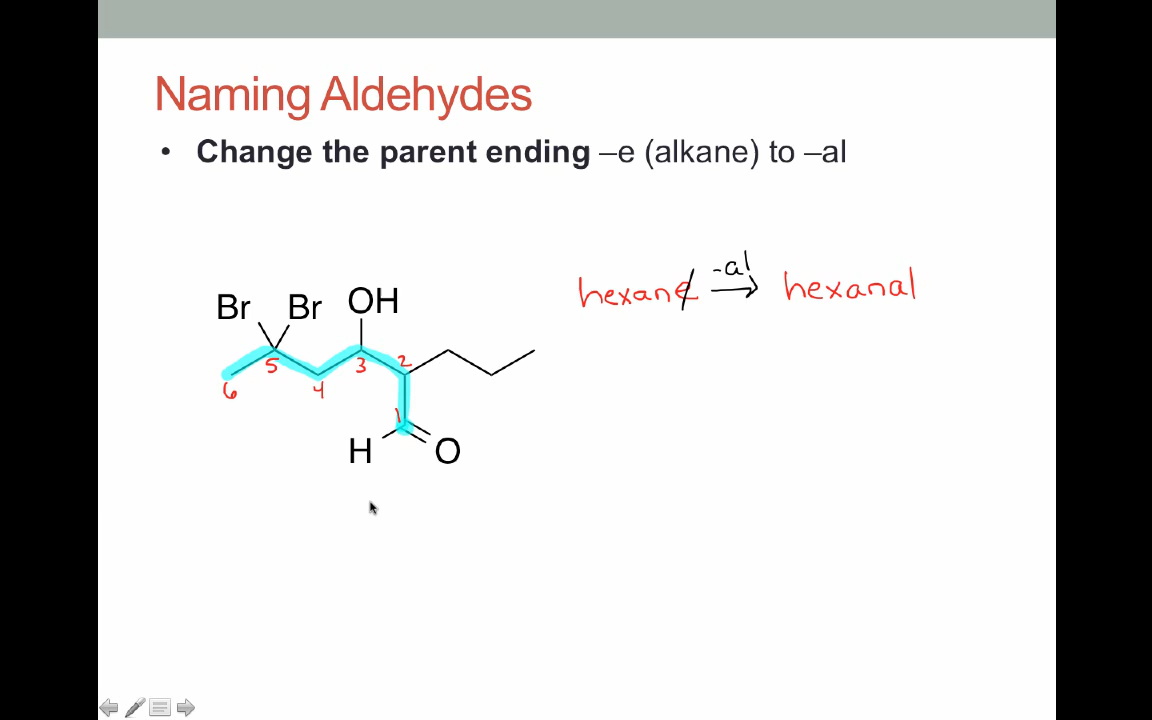 Naming Aldehydes
• Change the parent ending –e (alkane) to –al
-al
hexane → hexanal
Br Br OH
5 3 2
6 4
1
H O